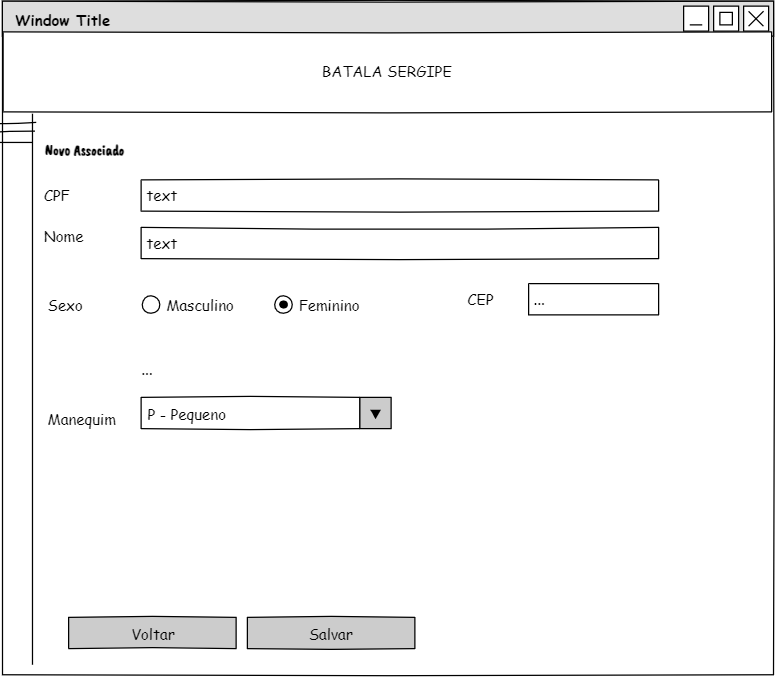 Window Title
BATALA SERGIPE
Novo Associado
CPF text
Nome text
Sexo Masculino Feminino CEP ...
...
Manequim P - Pequeno
Voltar Salvar